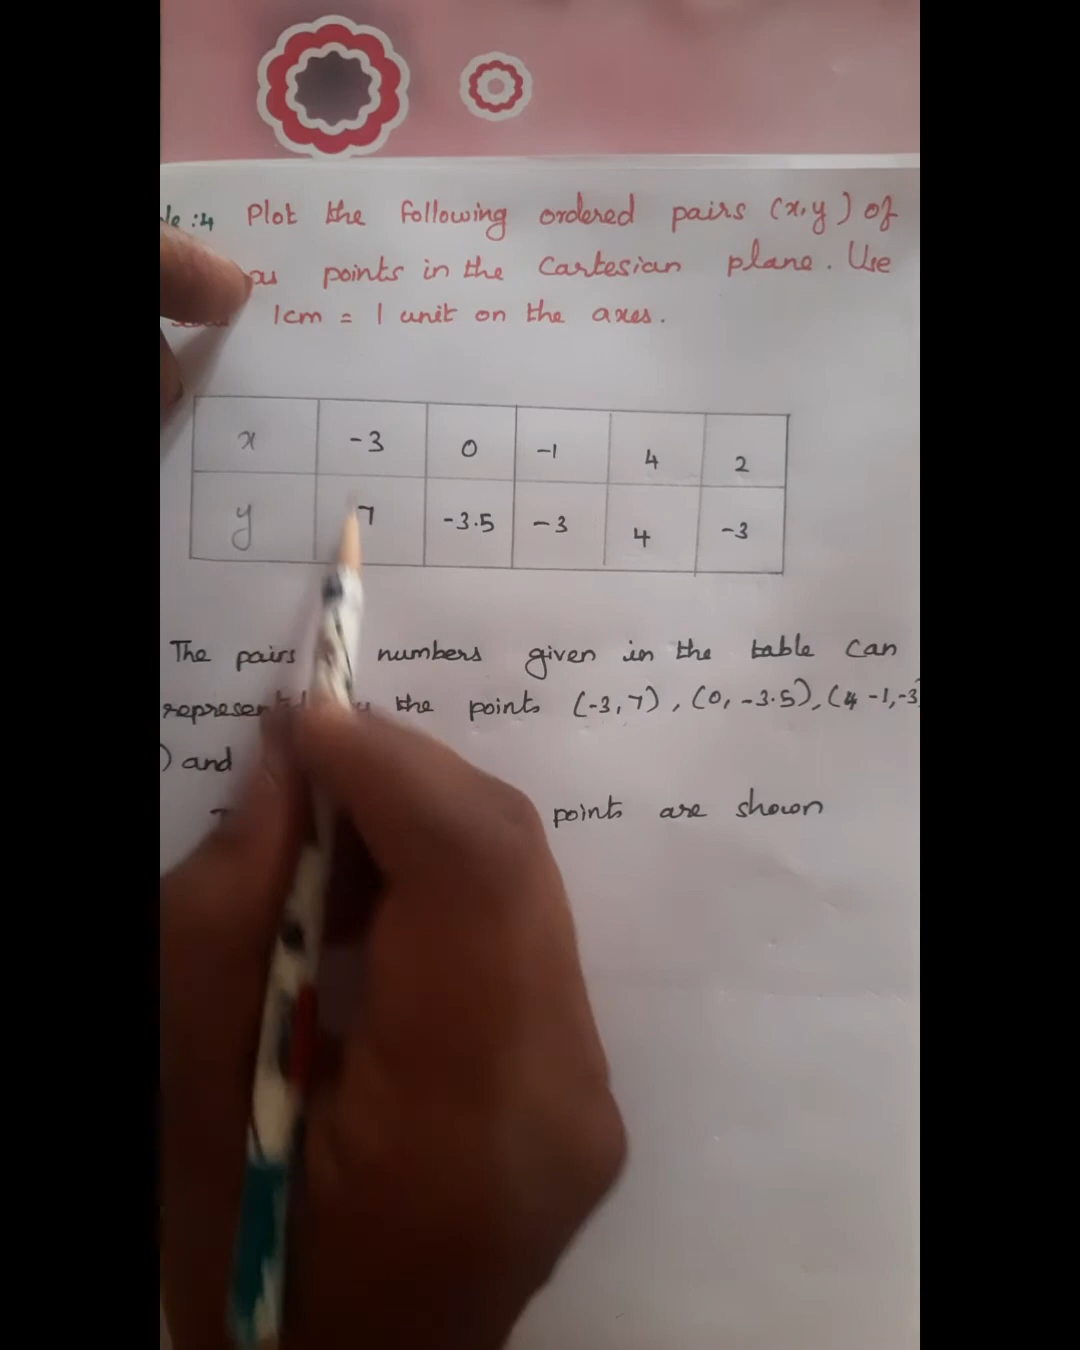 :4 Plot the following ordered pairs (x,y) of
points in the Cartesian plane. Use
1cm = 1 unit on the axes.
x -3 0 -1 4 2
y 7 -3.5 -3 4 -3
The pairs numbers given in the table can
the points (-3,7), (0, -3.5), (4 -1,-3)
) and
points are shown